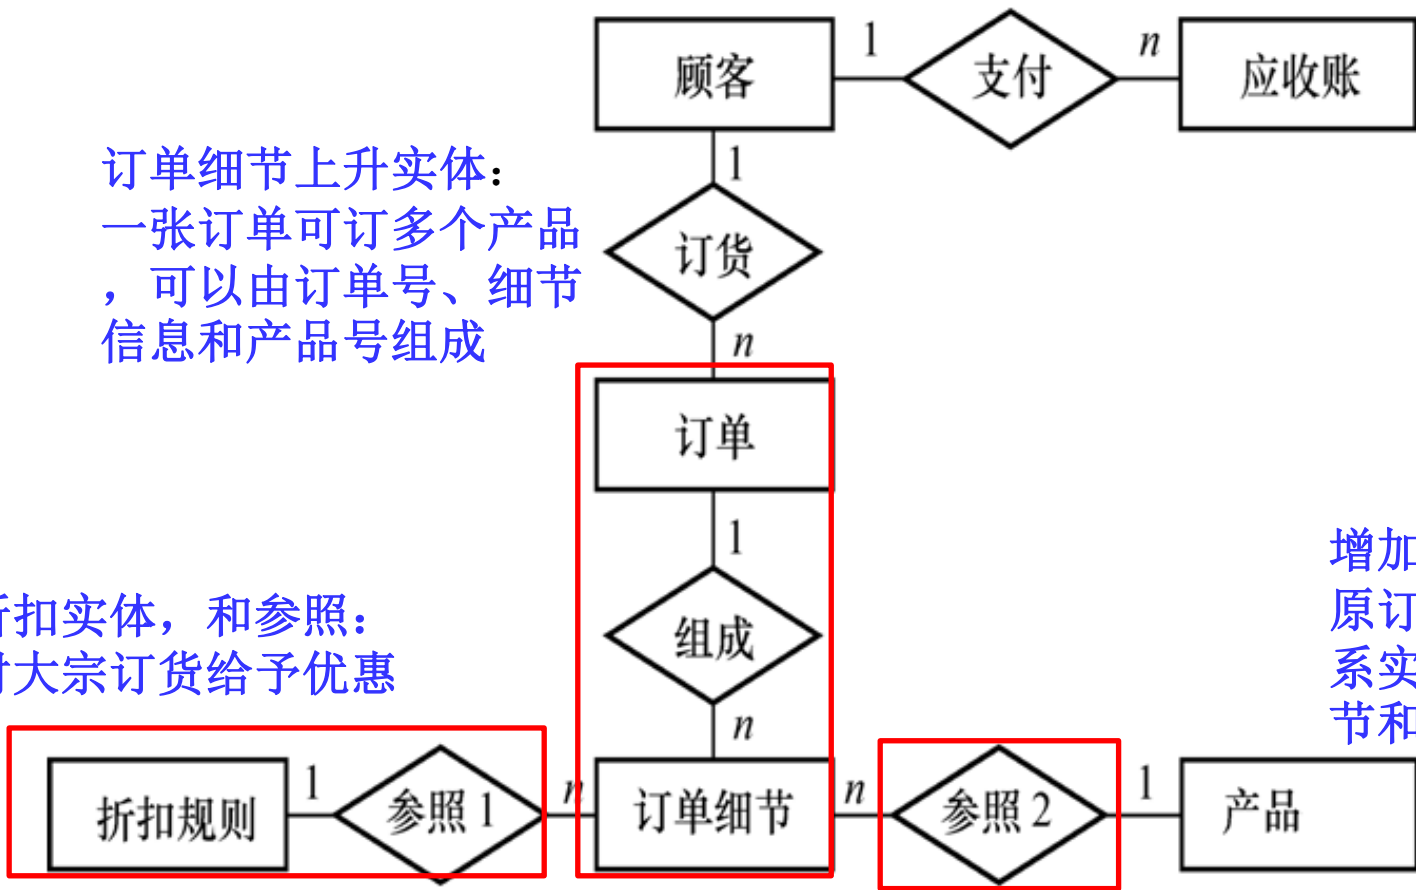 顾客
1
支付
n
应收账
订单细节上升实体：
一张订单可订多个产品
，可以由订单号、细节
信息和产品号组成
1
订货
n
订单
1
组成
n
扣实体，和参照：
大宗订货给予优惠
增加
原订
系实
节和
折扣规则
1
参照 1
n
订单细节
n
参照 2
1
产品